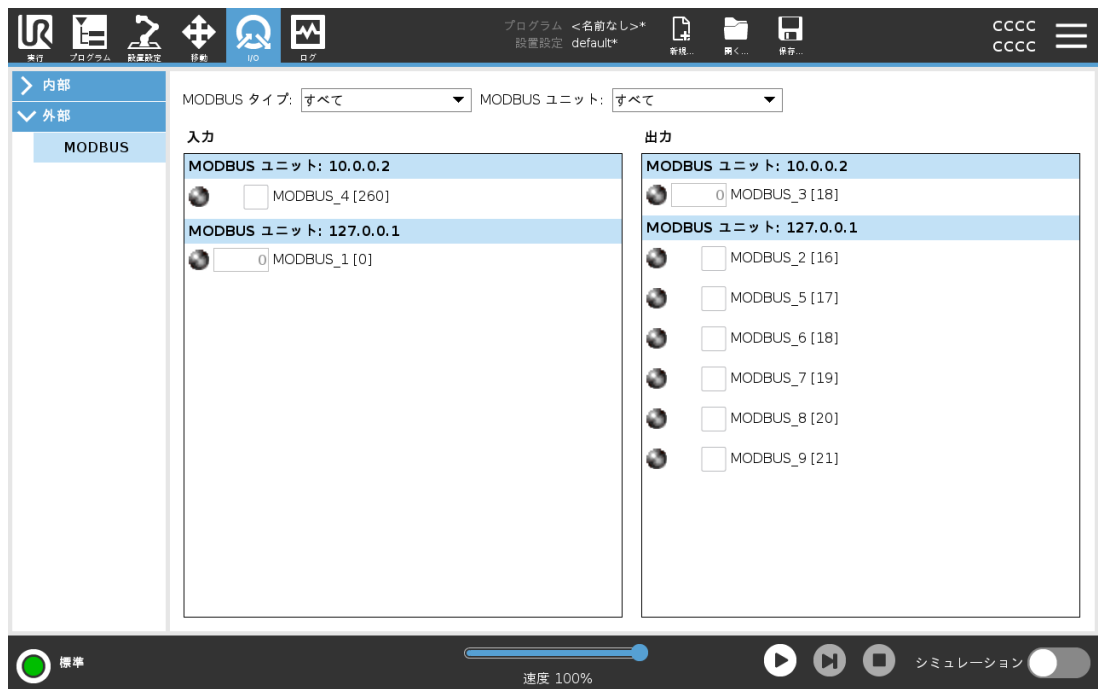 プログラム <名前なし>*
設置設定 default*
CCCC
CCCC
実行
プログラム
設置設定
移動
I/O
ログ
新規...
開く...
保存...
内部
外部
MODBUS
MODBUS タイプ: すべて
MODBUS ユニット: すべて
入力
MODBUS ユニット: 10.0.0.2
MODBUS_4 [260]
MODBUS ユニット: 127.0.0.1
0 MODBUS_1 [0]
出力
MODBUS ユニット: 10.0.0.2
0 MODBUS_3 [18]
MODBUS ユニット: 127.0.0.1
MODBUS_2 [16]
MODBUS_5 [17]
MODBUS_6 [18]
MODBUS_7 [19]
MODBUS_8 [20]
MODBUS_9 [21]
標準
速度 100%
シミュレーション